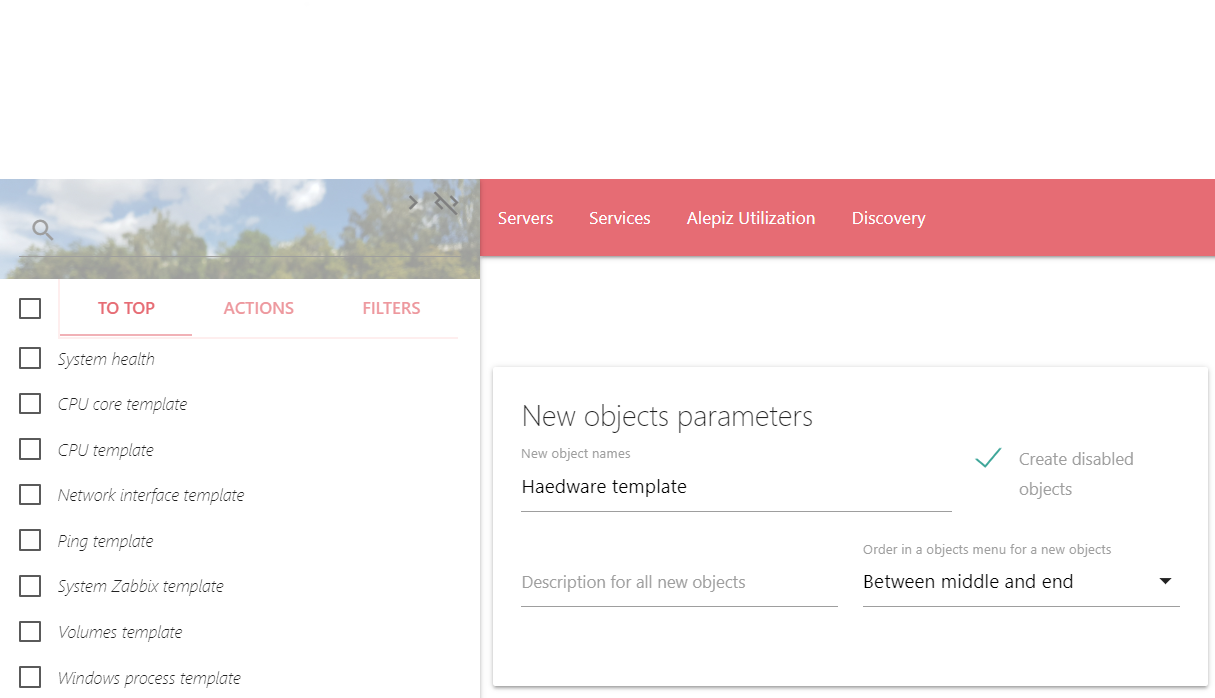 Servers Services Alepiz Utilization Discovery
TO TOP ACTIONS FILTERS
System health
CPU core template
CPU template
Network interface template
Ping template
System Zabbix template
Volumes template
Windows process template
New objects parameters
New object names
Haedware template
Create disabled
objects
Description for all new objects
Order in a objects menu for a new objects
Between middle and end